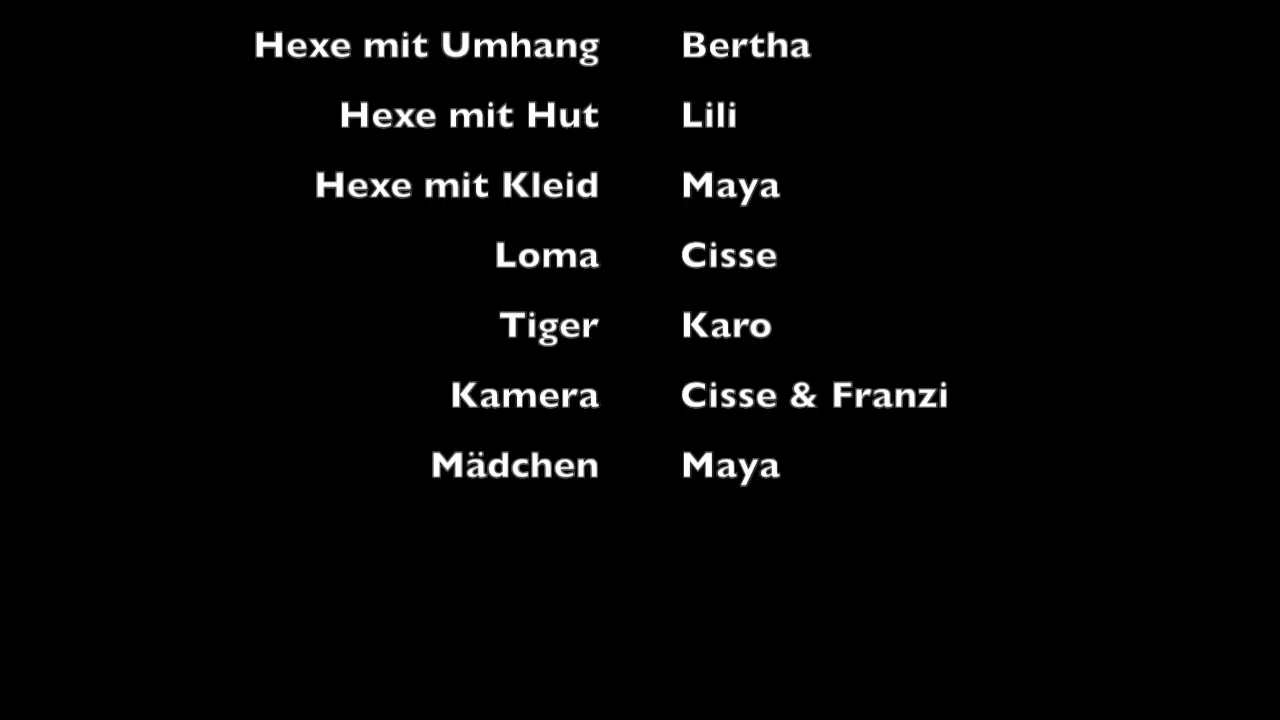 Hexe mit Umhang Bertha
Hexe mit Hut Lili
Hexe mit Kleid Maya
Loma Cisse
Tiger Karo
Kamera Cisse & Franzi
Mädchen Maya